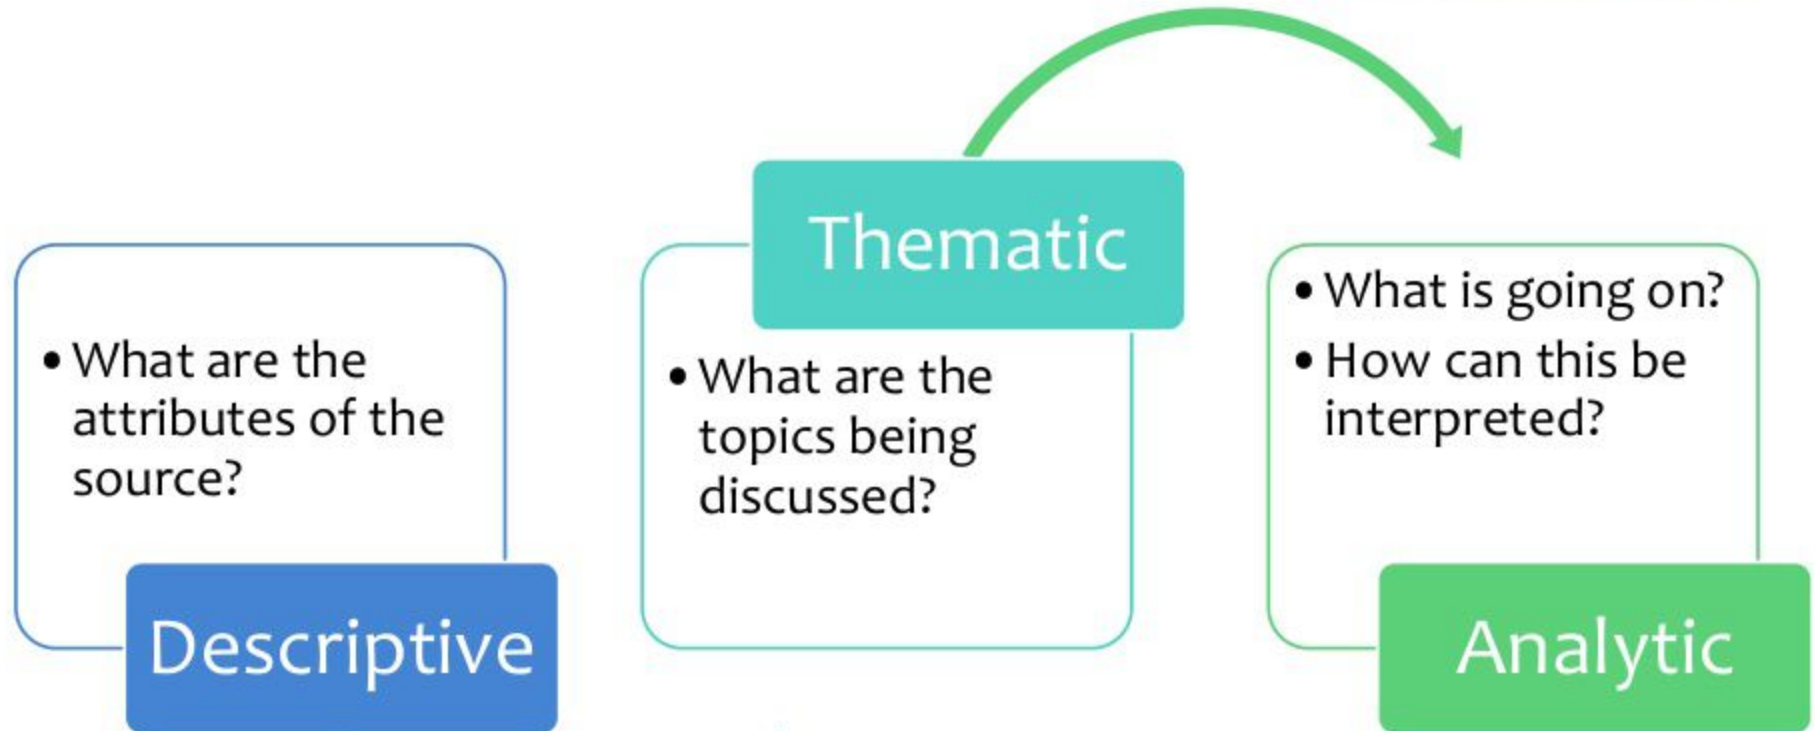 • What are the
attributes of the
source?
Descriptive
Thematic
• What are the
topics being
discussed?
• What is going on?
• How can this be
interpreted?
Analytic